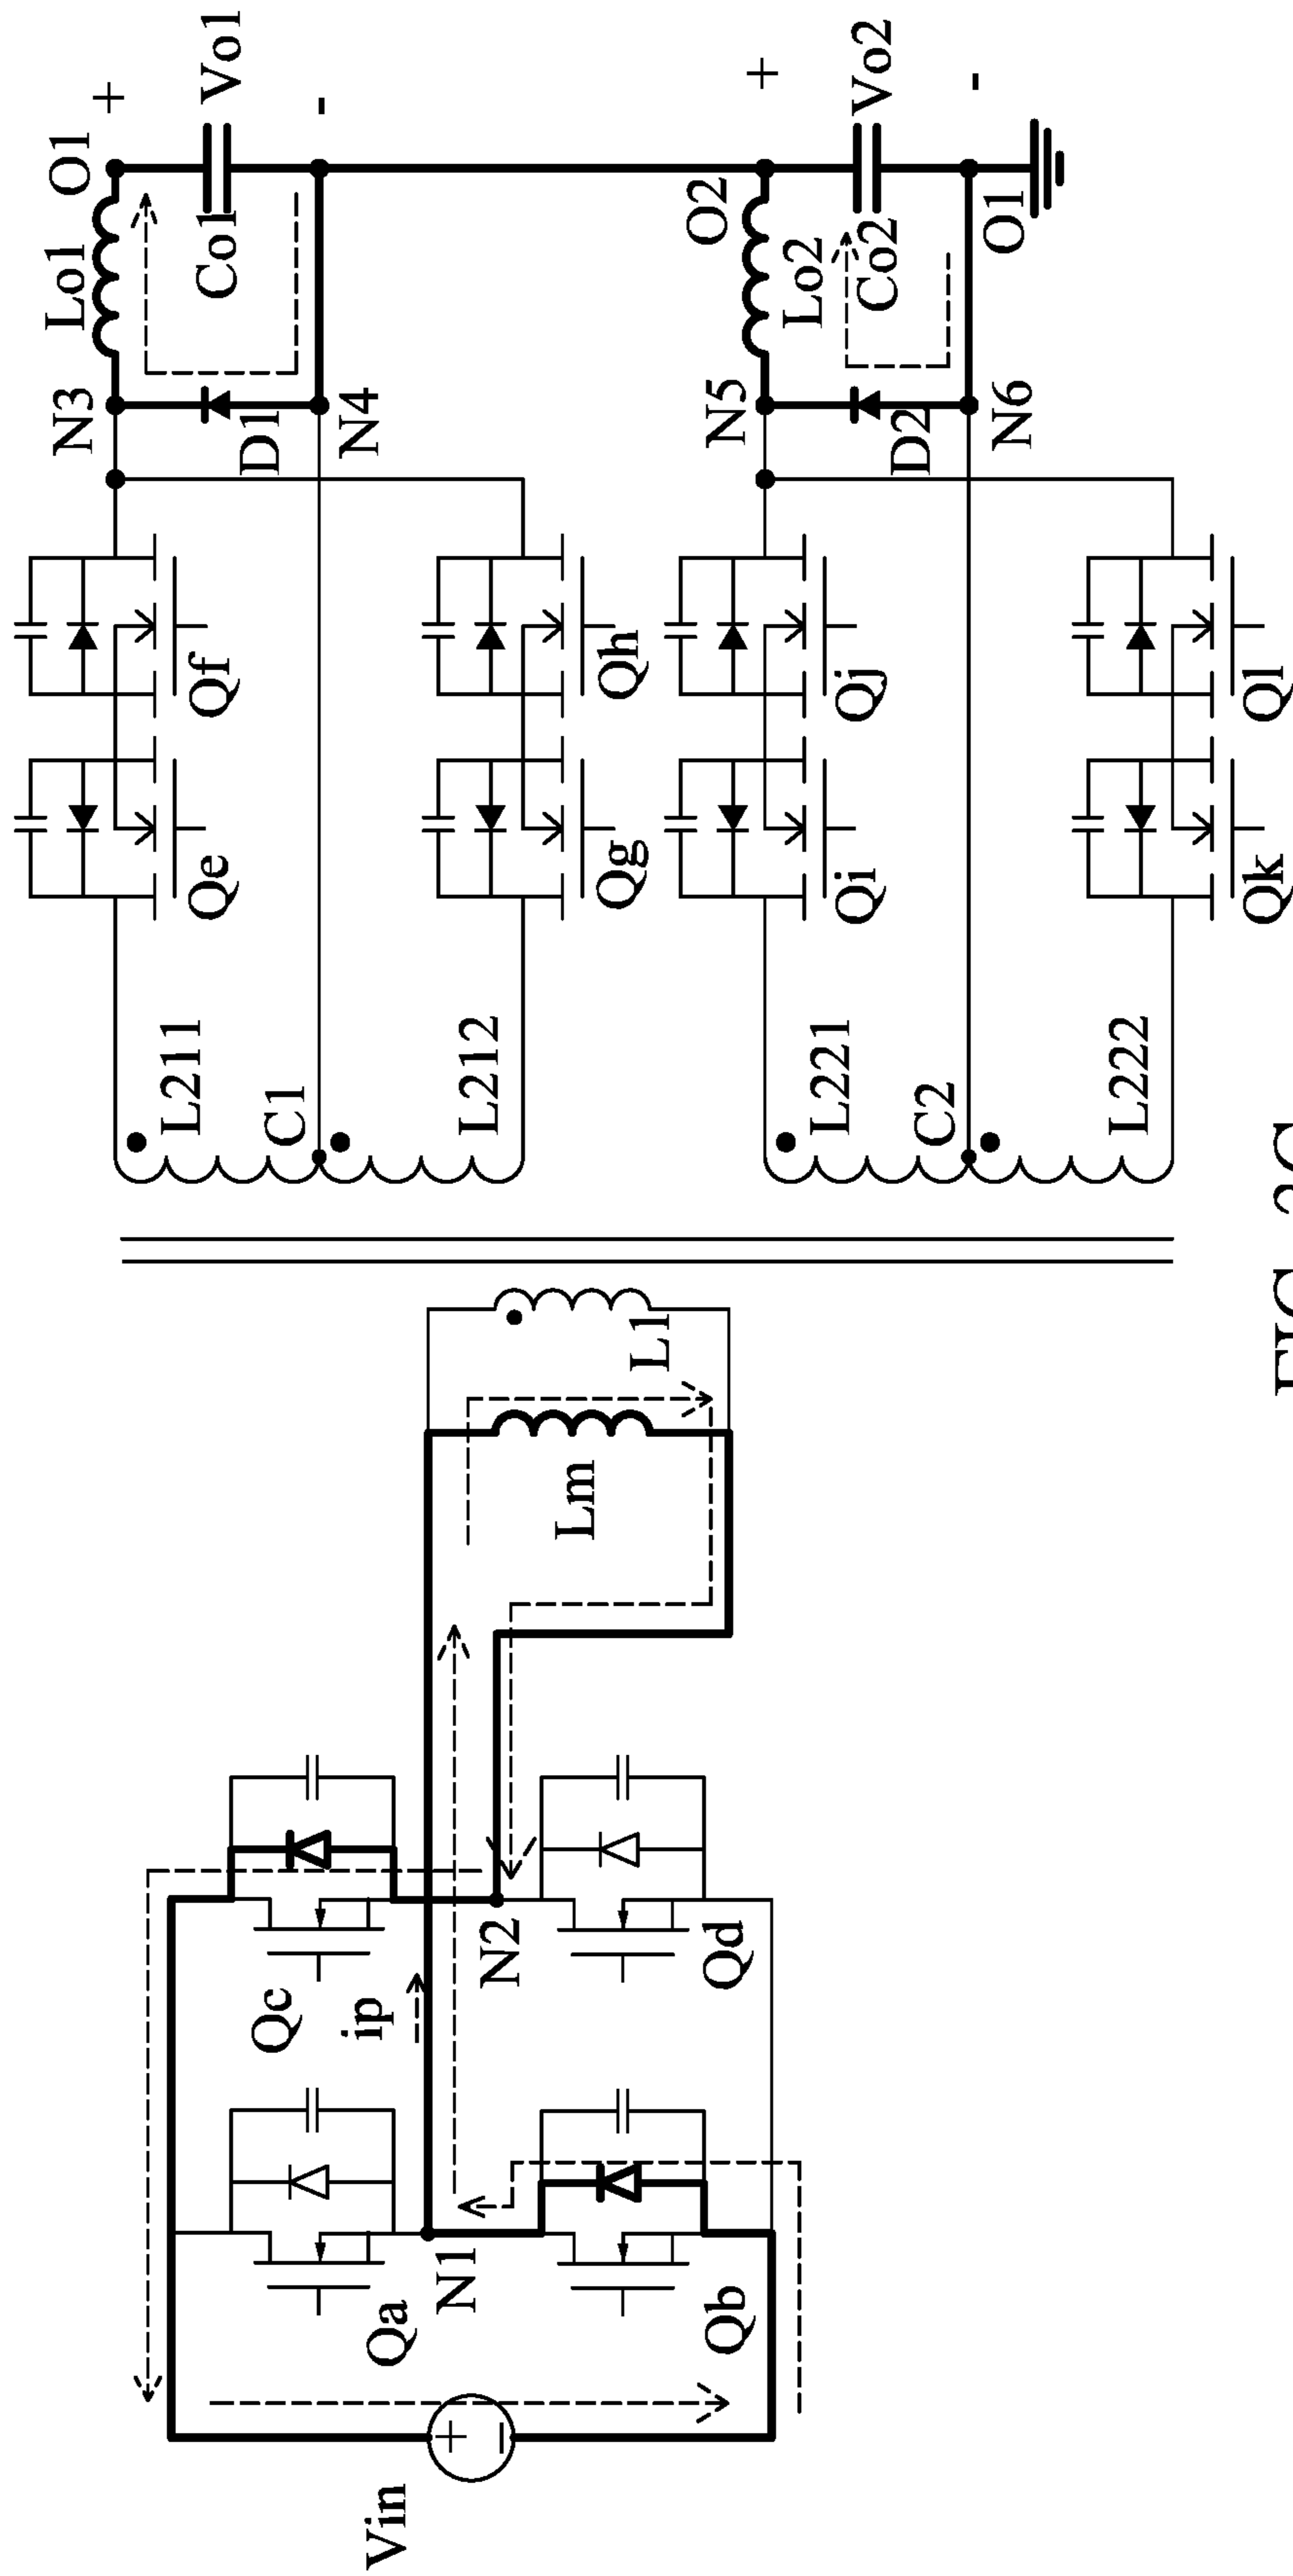 Vin
+
−
Qa
Qc
ip
N1
N2
Qb
Qd
Lm
L1
L211
C1
L212
L221
C2
L222
Qe
Qf
Qg
Qh
Qi
Qj
Qk
Ql
N3
D1
N4
N5
D2
N6
Lo1
O1
+
Co1
Vo1
-
Lo2
O2
+
Co2
Vo2
-
O1